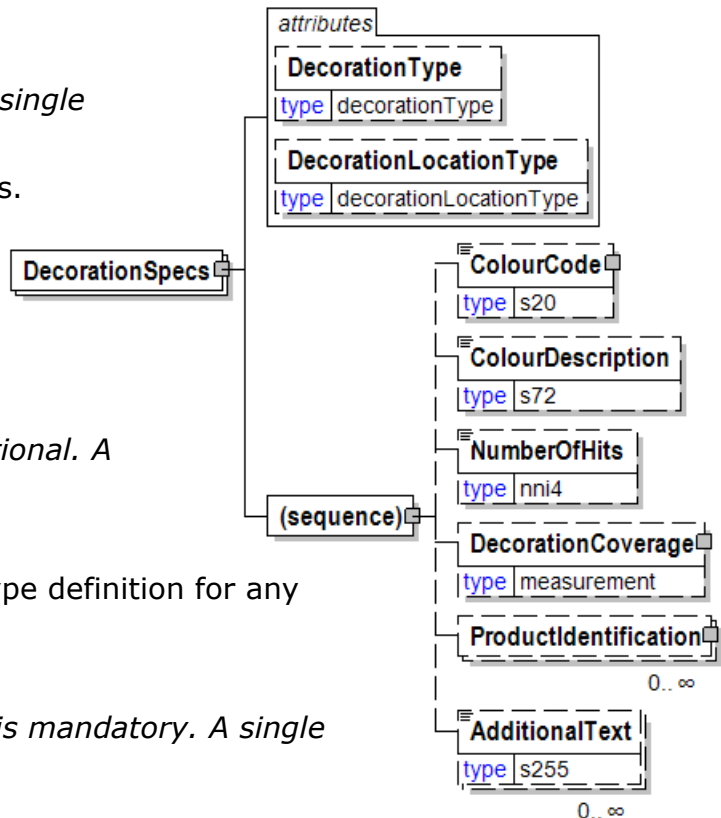 single
s.
ional. A
ype definition for any
is mandatory. A single
attributes
DecorationType
type decorationType
DecorationLocationType
type decorationLocationType
DecorationSpecs
(sequence)
ColourCode
type s20
ColourDescription
type s72
NumberOfHits
type nni4
DecorationCoverage
type measurement
ProductIdentification
0.. ∞
AdditionalText
type s255
0.. ∞